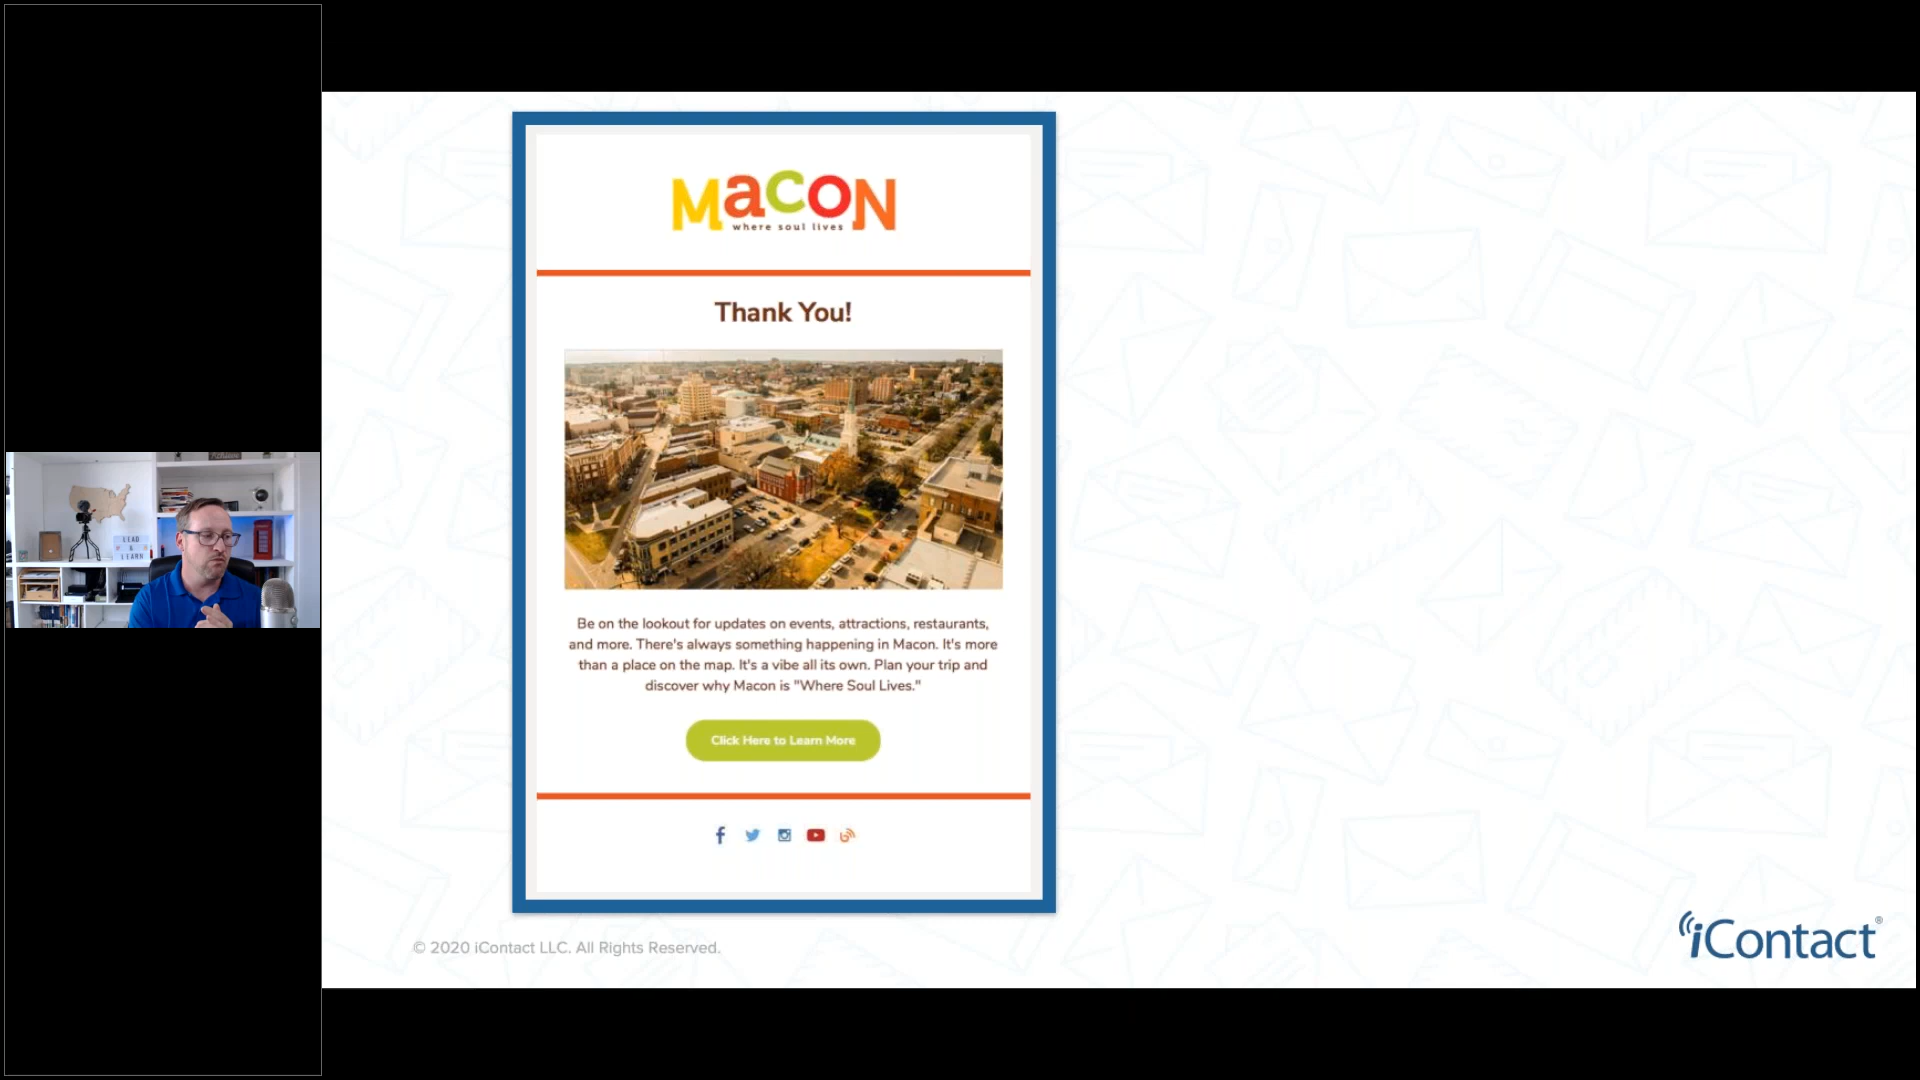 MaCON
where soul lives
Thank You!
LEAD
&
LEARN
Be on the lookout for updates on events, attractions, restaurants,
and more. There's always something happening in Macon. It's more
than a place on the map. It's a vibe all its own. Plan your trip and
discover why Macon is "Where Soul Lives."
Click Here to Learn More
© 2020 iContact LLC. All Rights Reserved.
iContact®